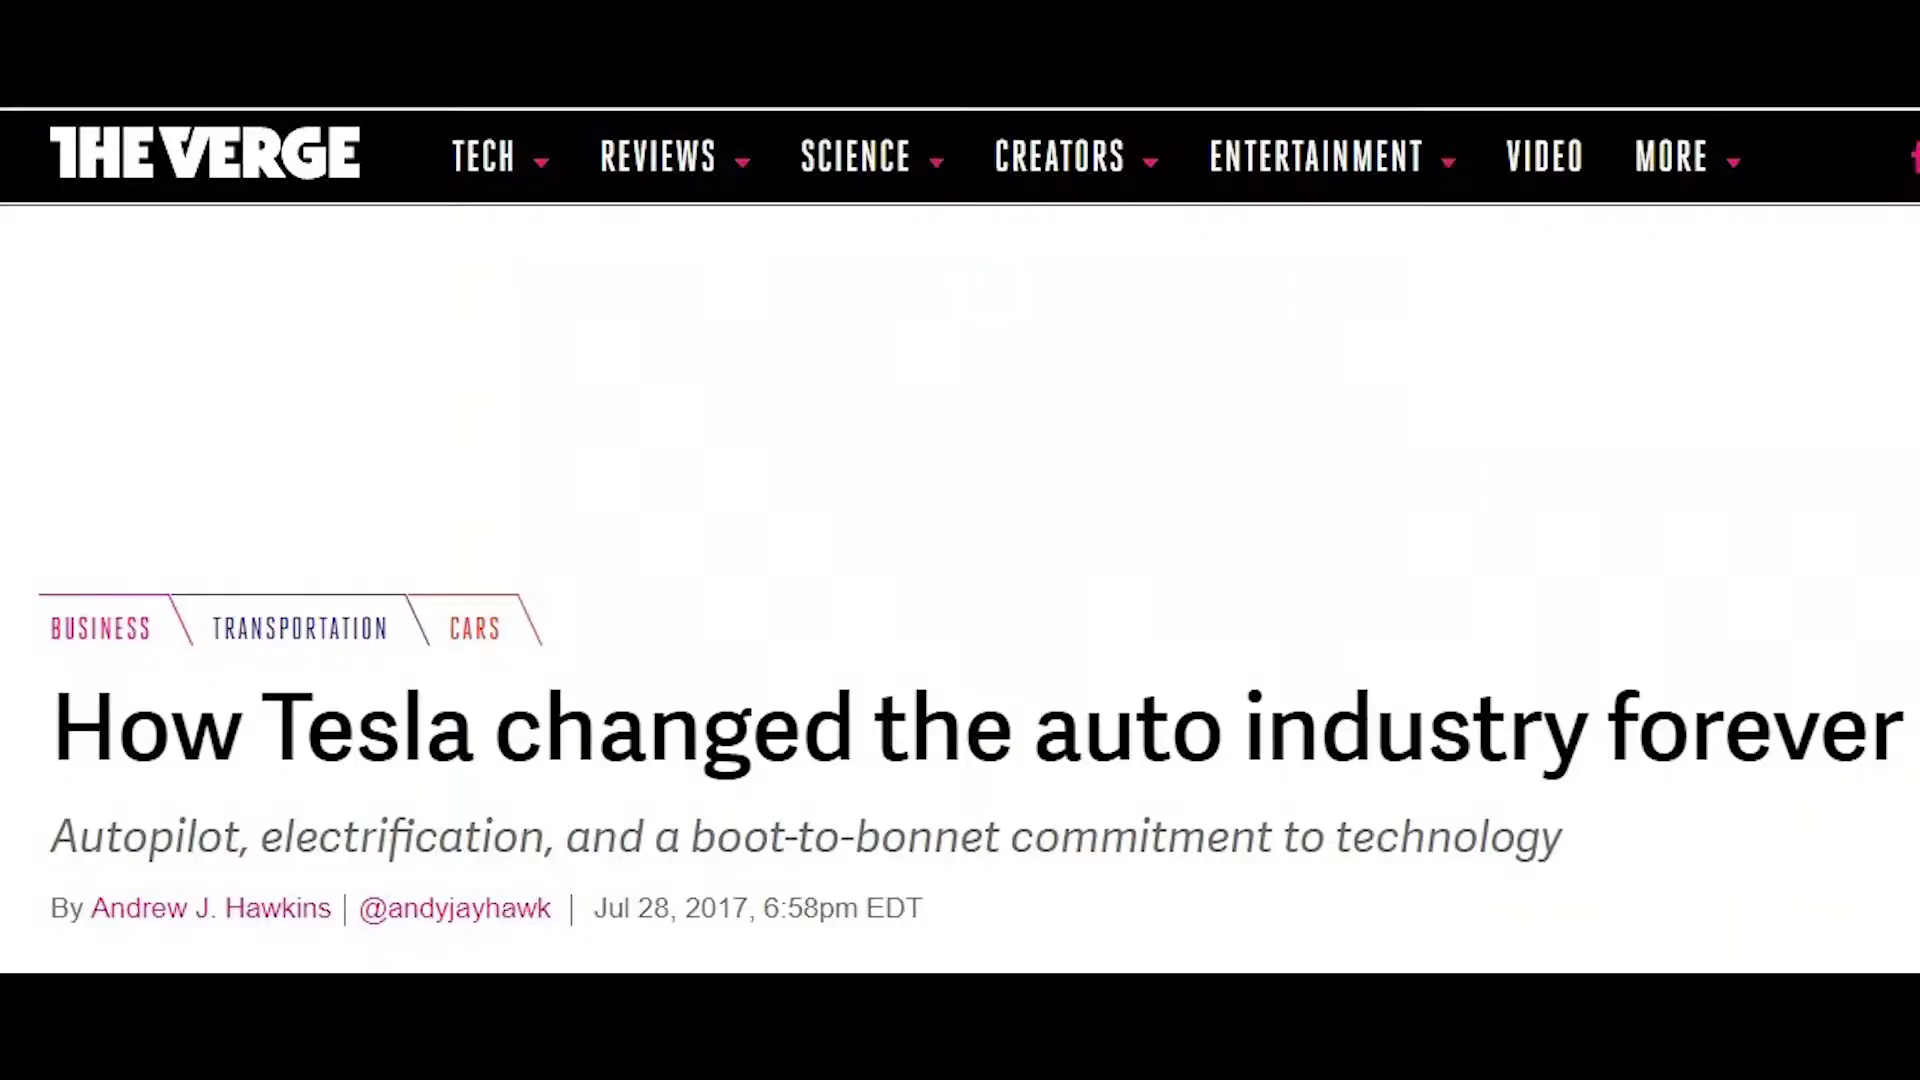 THE VERGE TECH REVIEWS SCIENCE CREATORS ENTERTAINMENT VIDEO MORE
BUSINESS TRANSPORTATION CARS
How Tesla changed the auto industry forever
Autopilot, electrification, and a boot-to-bonnet commitment to technology
By Andrew J. Hawkins | @andyjayhawk | Jul 28, 2017, 6:58pm EDT